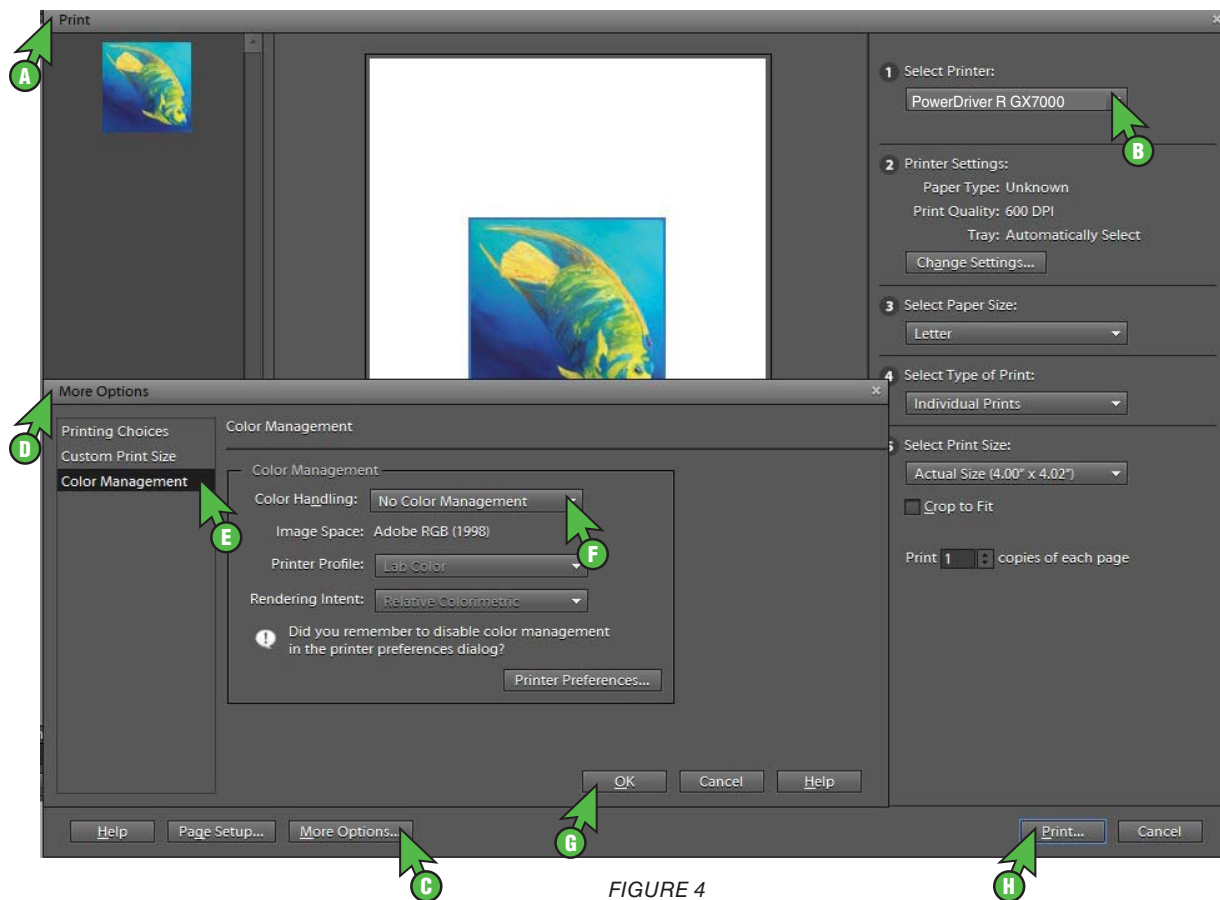 Print
A
1 Select Printer:
PowerDriver R GX7000
B
2 Printer Settings:
Paper Type: Unknown
Print Quality: 600 DPI
Tray: Automatically Select
Change Settings...
3 Select Paper Size:
Letter
4 Select Type of Print:
Individual Prints
5 Select Print Size:
Actual Size (4.00" x 4.02")
Crop to Fit
Print 1 copies of each page
More Options
D
Printing Choices
Custom Print Size
Color Management
E
Color Management
Color Management
Color Handling: No Color Management
F
Image Space: Adobe RGB (1998)
Printer Profile: Lab Color
Rendering Intent: Relative Colorimetric
Did you remember to disable color management
in the printer preferences dialog?
Printer Preferences...
OK Cancel Help
G
Help Page Setup... More Options...
C
Print... Cancel
H
FIGURE 4